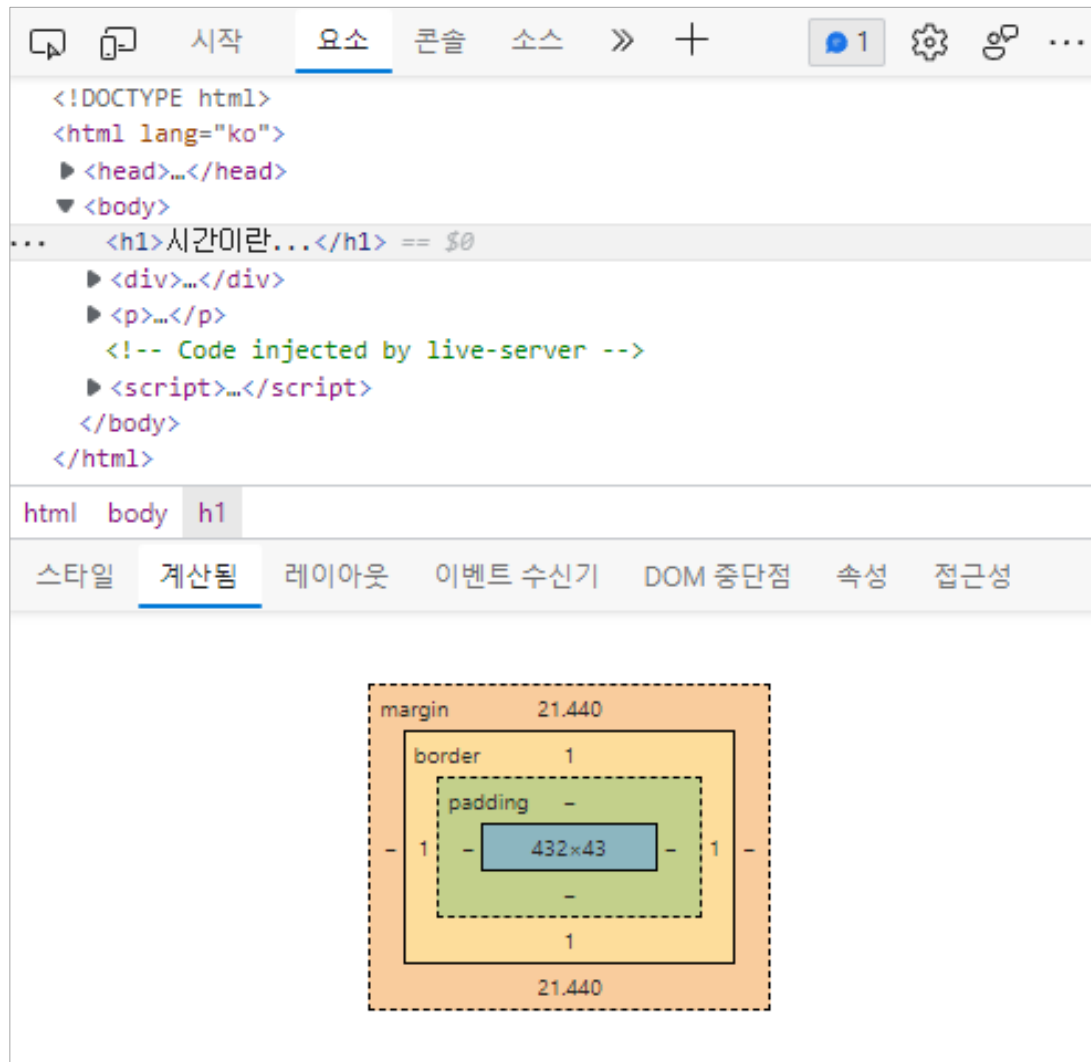 시작 요소 콘솔 소스 1
<!DOCTYPE html>
<html lang="ko">
<head>…</head>
<body>
<h1>시간이란...</h1> == $0
<div>…</div>
<p>…</p>
<!-- Code injected by live-server -->
<script>…</script>
</body>
</html>
html body h1
스타일 계산됨 레이아웃 이벤트 수신기 DOM 중단점 속성 접근성
margin 21.440
border 1
padding –
– 1 – 432×43 – 1 –
–
1
21.440